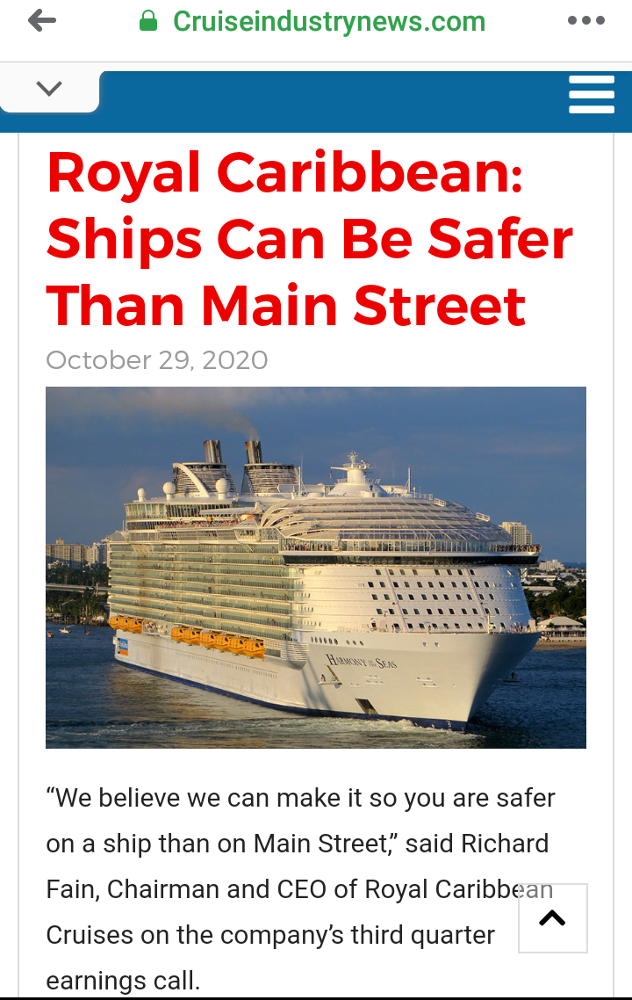 Cruiseindustrynews.com
Royal Caribbean:
Ships Can Be Safer
Than Main Street
October 29, 2020
HARMONY OF THE SEAS
“We believe we can make it so you are safer
on a ship than on Main Street,” said Richard
Fain, Chairman and CEO of Royal Caribbean
Cruises on the company’s third quarter
earnings call.